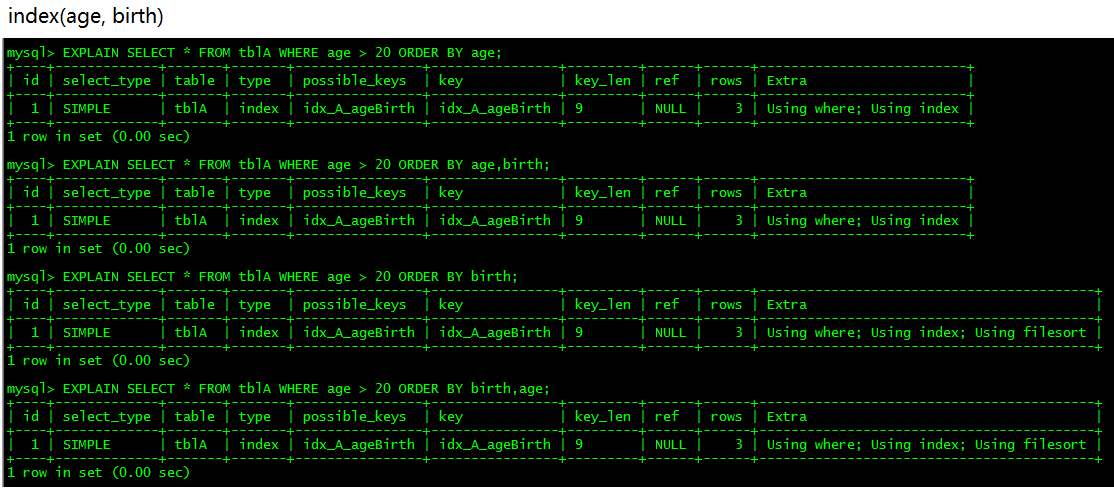 index(age, birth)
mysql> EXPLAIN SELECT * FROM tblA WHERE age > 20 ORDER BY age;
+----+-------------+-------+-------+----------------+----------------+---------+------+------+--------------------------+
| id | select_type | table | type | possible_keys | key | key_len | ref | rows | Extra |
+----+-------------+-------+-------+----------------+----------------+---------+------+------+--------------------------+
| 1 | SIMPLE | tblA | index | idx_A_ageBirth | idx_A_ageBirth | 9 | NULL | 3 | Using where; Using index |
+----+-------------+-------+-------+----------------+----------------+---------+------+------+--------------------------+
1 row in set (0.00 sec)
mysql> EXPLAIN SELECT * FROM tblA WHERE age > 20 ORDER BY age,birth;
+----+-------------+-------+-------+----------------+----------------+---------+------+------+--------------------------+
| id | select_type | table | type | possible_keys | key | key_len | ref | rows | Extra |
+----+-------------+-------+-------+----------------+----------------+---------+------+------+--------------------------+
| 1 | SIMPLE | tblA | index | idx_A_ageBirth | idx_A_ageBirth | 9 | NULL | 3 | Using where; Using index |
+----+-------------+-------+-------+----------------+----------------+---------+------+------+--------------------------+
1 row in set (0.00 sec)
mysql> EXPLAIN SELECT * FROM tblA WHERE age > 20 ORDER BY birth;
+----+-------------+-------+-------+----------------+----------------+---------+------+------+------------------------------------------+
| id | select_type | table | type | possible_keys | key | key_len | ref | rows | Extra |
+----+-------------+-------+-------+----------------+----------------+---------+------+------+------------------------------------------+
| 1 | SIMPLE | tblA | index | idx_A_ageBirth | idx_A_ageBirth | 9 | NULL | 3 | Using where; Using index; Using filesort |
+----+-------------+-------+-------+----------------+----------------+---------+------+------+------------------------------------------+
1 row in set (0.00 sec)
mysql> EXPLAIN SELECT * FROM tblA WHERE age > 20 ORDER BY birth,age;
+----+-------------+-------+-------+----------------+----------------+---------+------+------+------------------------------------------+
| id | select_type | table | type | possible_keys | key | key_len | ref | rows | Extra |
+----+-------------+-------+-------+----------------+----------------+---------+------+------+------------------------------------------+
| 1 | SIMPLE | tblA | index | idx_A_ageBirth | idx_A_ageBirth | 9 | NULL | 3 | Using where; Using index; Using filesort |
+----+-------------+-------+-------+----------------+----------------+---------+------+------+------------------------------------------+
1 row in set (0.00 sec)